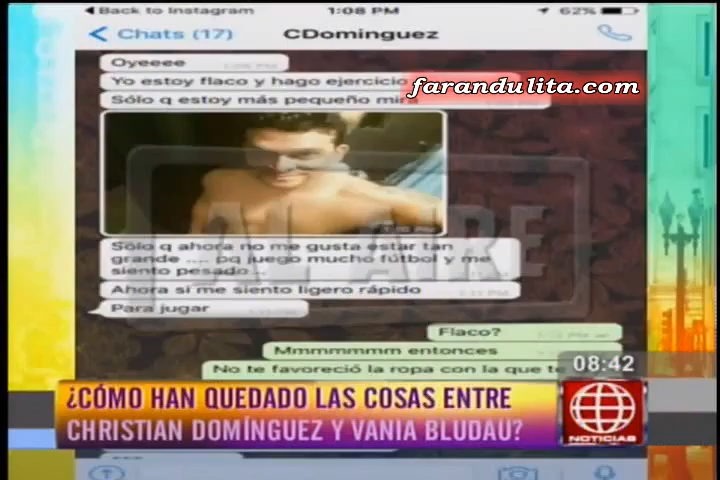 Back to Instagram
1:08 PM
62%
Chats (17)
CDominguez
Oyeeee
Yo estoy flaco y hago ejercicio
farandulita.com
Sólo q estoy más pequeño
AL AIRE
Sólo q ahora no me gusta estar tan
grande .... pq juego mucho fútbol y me
siento pesado...
Ahora si me siento ligero rápido
Para jugar
Flaco?
Mmmmmmm entonces
No te favoreció la ropa con la que te
08:42
¿CÓMO HAN QUEDADO LAS COSAS ENTRE
CHRISTIAN DOMÍNGUEZ Y VANIA BLUDAU?
NOTICIAS